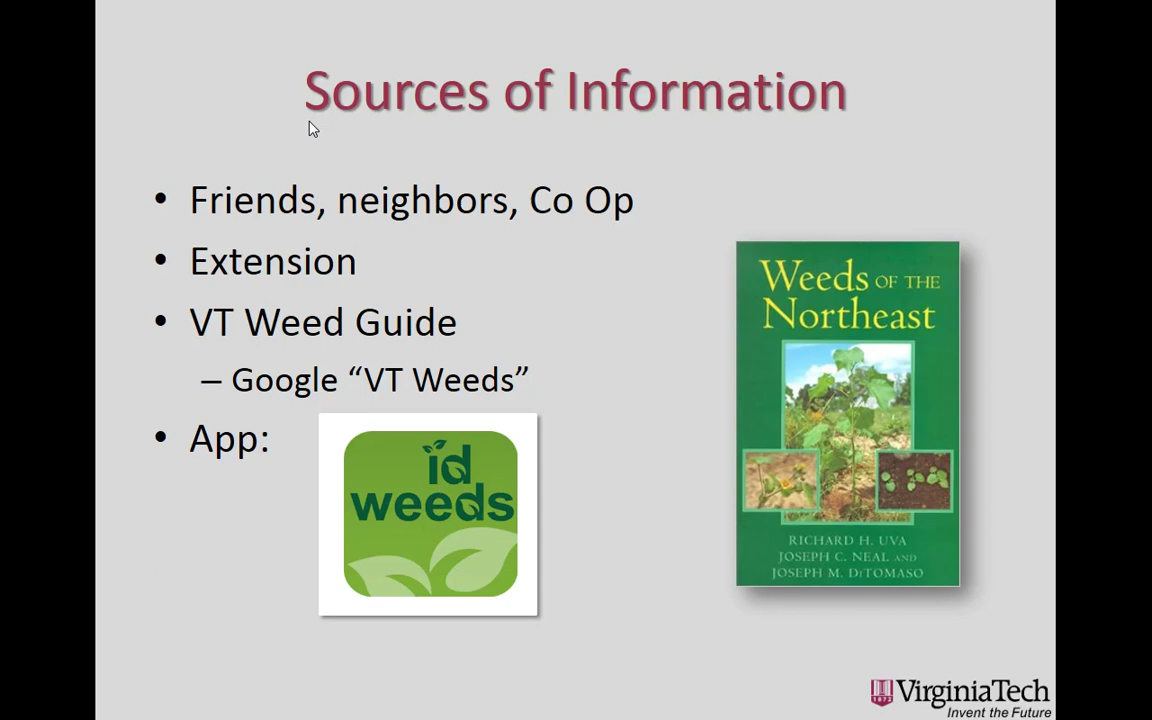 Sources of Information
• Friends, neighbors, Co Op
• Extension
• VT Weed Guide
– Google “VT Weeds”
• App:
id
weeds
Weeds OF THE
Northeast
RICHARD H. UVA
JOSEPH C. NEAL AND
JOSEPH M. DITOMASO
1872
VirginiaTech
Invent the Future